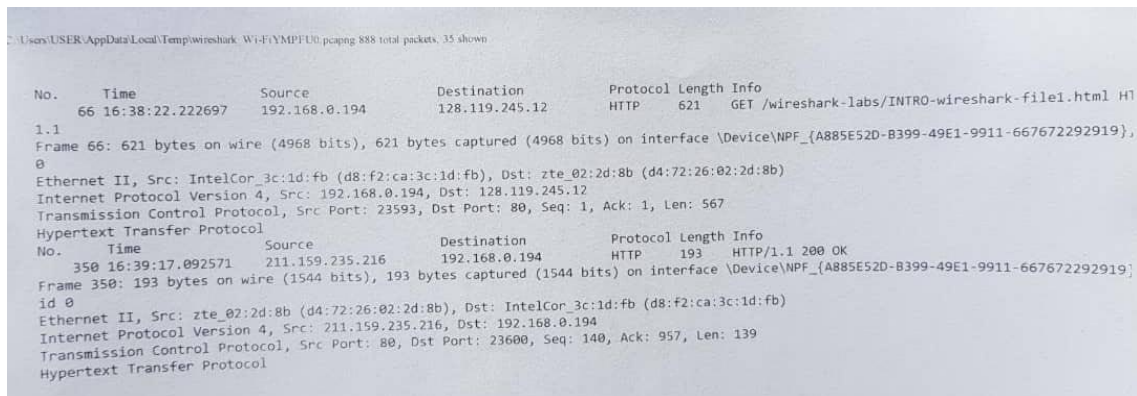 C:\Users\USER\AppData\Local\Temp\wireshark_Wi-FiYMPFU0.pcapng 888 total packets, 35 shown
No. Time Source Destination Protocol Length Info
66 16:38:22.222697 192.168.0.194 128.119.245.12 HTTP 621 GET /wireshark-labs/INTRO-wireshark-file1.html HT
1.1
Frame 66: 621 bytes on wire (4968 bits), 621 bytes captured (4968 bits) on interface \Device\NPF_{A885E52D-B399-49E1-9911-667672292919},
0
Ethernet II, Src: IntelCor_3c:1d:fb (d8:f2:ca:3c:1d:fb), Dst: zte_02:2d:8b (d4:72:26:02:2d:8b)
Internet Protocol Version 4, Src: 192.168.0.194, Dst: 128.119.245.12
Transmission Control Protocol, Src Port: 23593, Dst Port: 80, Seq: 1, Ack: 1, Len: 567
Hypertext Transfer Protocol
No. Time Source Destination Protocol Length Info
350 16:39:17.092571 211.159.235.216 192.168.0.194 HTTP 193 HTTP/1.1 200 OK
Frame 350: 193 bytes on wire (1544 bits), 193 bytes captured (1544 bits) on interface \Device\NPF_{A885E52D-B399-49E1-9911-667672292919}
id 0
Ethernet II, Src: zte_02:2d:8b (d4:72:26:02:2d:8b), Dst: IntelCor_3c:1d:fb (d8:f2:ca:3c:1d:fb)
Internet Protocol Version 4, Src: 211.159.235.216, Dst: 192.168.0.194
Transmission Control Protocol, Src Port: 80, Dst Port: 23600, Seq: 140, Ack: 957, Len: 139
Hypertext Transfer Protocol